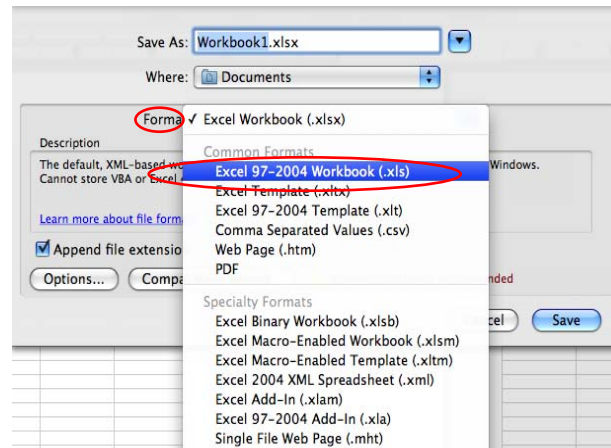 Save As: Workbook1.xlsx
Where: Documents
Forma ✓ Excel Workbook (.xlsx)
Description
The default, XML-based Windows.
Cannot store VBA or Excel
Learn more about file form
Append file extensio
Options... Compa nded
Common Formats
Excel 97-2004 Workbook (.xls)
Excel Template (.xltx)
Excel 97-2004 Template (.xlt)
Comma Separated Values (.csv)
Web Page (.htm)
PDF
Specialty Formats
Excel Binary Workbook (.xlsb)
Excel Macro-Enabled Workbook (.xlsm)
Excel Macro-Enabled Template (.xltm)
Excel 2004 XML Spreadsheet (.xml)
Excel Add-In (.xlam)
Excel 97-2004 Add-In (.xla)
Single File Web Page (.mht)
cel Save